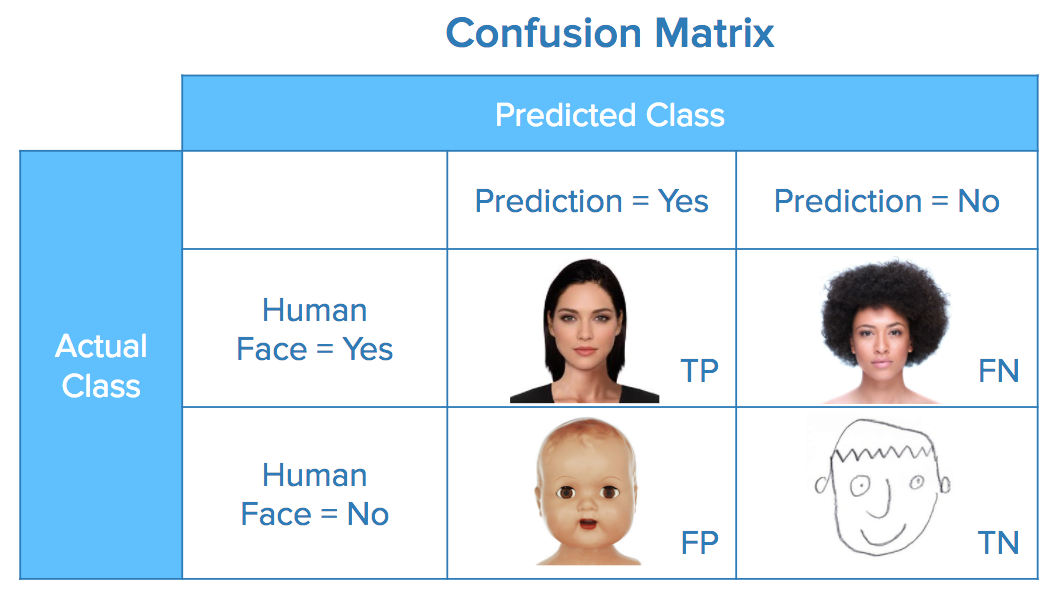 Confusion Matrix
Predicted Class
Prediction = Yes
Prediction = No
Actual
Class
Human
Face = Yes
TP
FN
Human
Face = No
FP
TN